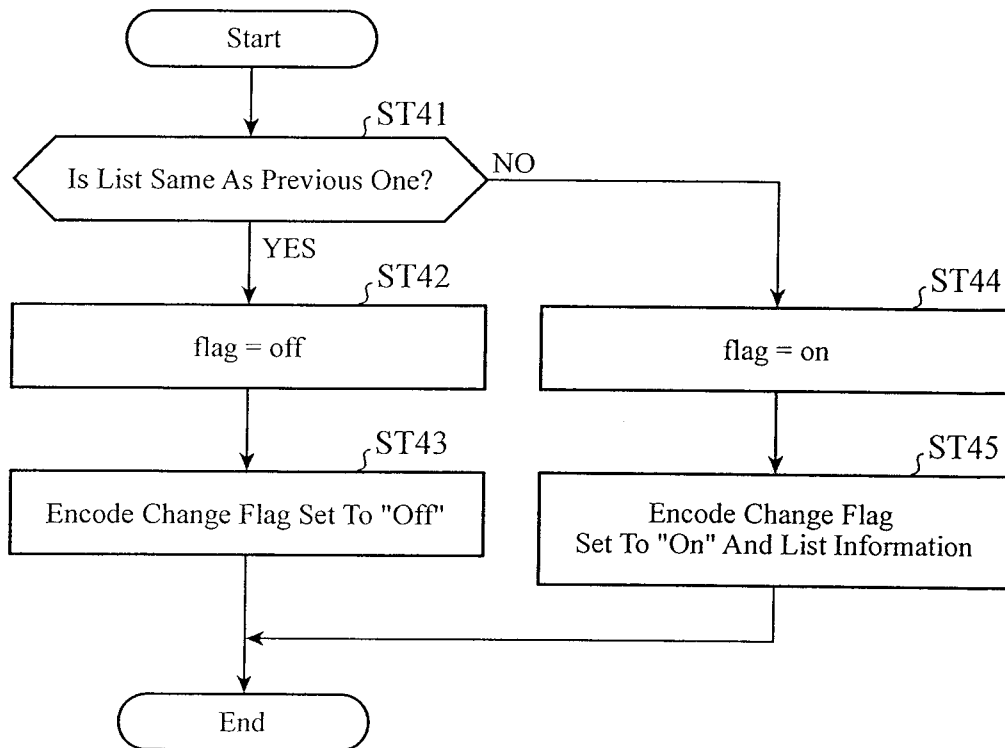 Start
ST41
Is List Same As Previous One?
NO
YES
ST42
flag = off
ST44
flag = on
ST43
Encode Change Flag Set To "Off"
ST45
Encode Change Flag
Set To "On" And List Information
End